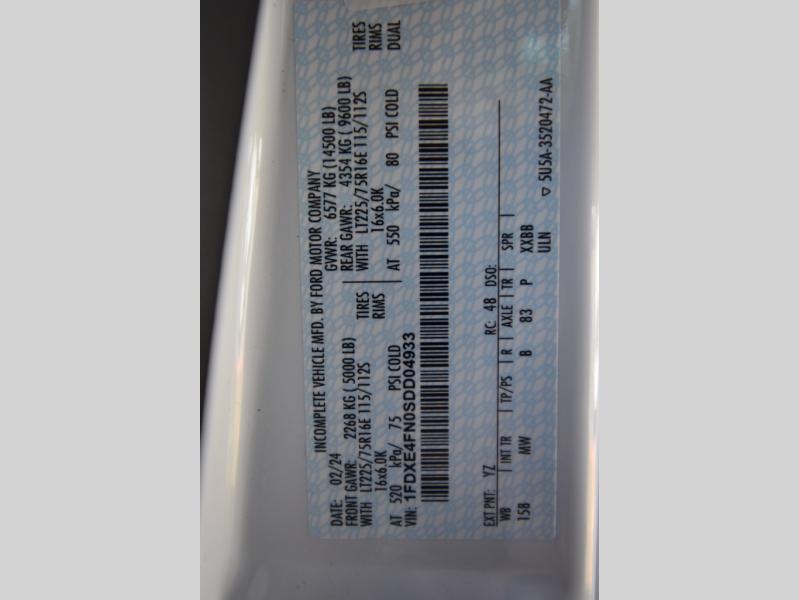 INCOMPLETE VEHICLE MFD. BY FORD MOTOR COMPANY
DATE: 02/24 GVWR: 6577 KG (14500 LB)
FRONT GAWR: 2268 KG ( 5000 LB) REAR GAWR: 4354 KG ( 9600 LB)
WITH LT225/75R16E 115/112S TIRES WITH LT225/75R16E 115/112S TIRES
16x6.0K RIMS 16x6.0K RIMS
AT 520 kPa/ 75 PSI COLD AT 550 kPa/ 80 PSI COLD DUAL
VIN: 1FDXE4FN0SDD04933
EXT PNT: YZ RC: 48 DSO:
WB INT TR TP/PS R AXLE TR SPR
158 MW B 83 P XXBB
ULN
▽ 5U5A-3520472-AA